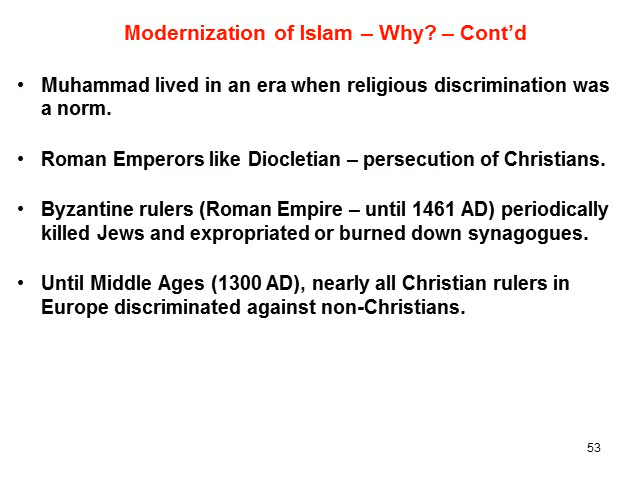 Modernization of Islam – Why? – Cont’d
• Muhammad lived in an era when religious discrimination was
a norm.
• Roman Emperors like Diocletian – persecution of Christians.
• Byzantine rulers (Roman Empire – until 1461 AD) periodically
killed Jews and expropriated or burned down synagogues.
• Until Middle Ages (1300 AD), nearly all Christian rulers in
Europe discriminated against non-Christians.
53